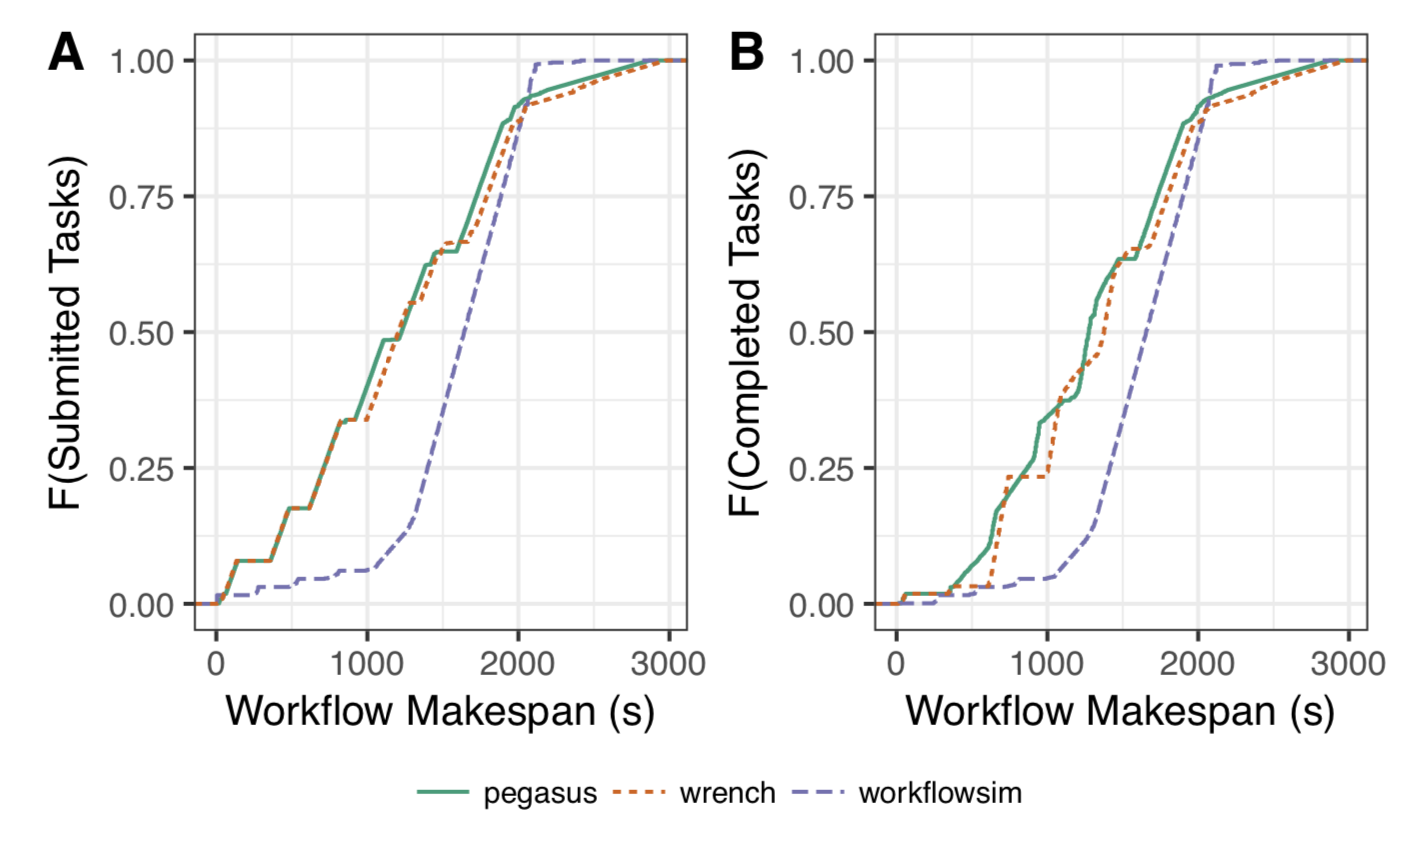 A
F(Submitted Tasks)
1.00
0.75
0.50
0.25
0.00
0 1000 2000 3000
Workflow Makespan (s)
B
F(Completed Tasks)
1.00
0.75
0.50
0.25
0.00
0 1000 2000 3000
Workflow Makespan (s)
pegasus wrench workflowsim